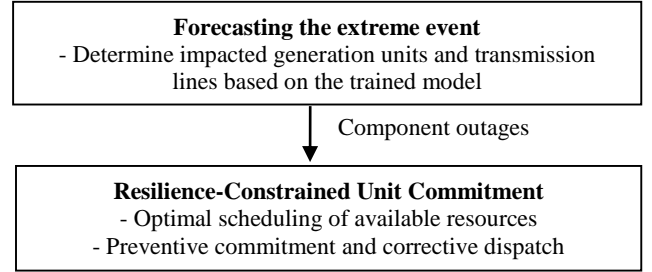 Forecasting the extreme event
- Determine impacted generation units and transmission
lines based on the trained model
Component outages
Resilience-Constrained Unit Commitment
- Optimal scheduling of available resources
- Preventive commitment and corrective dispatch